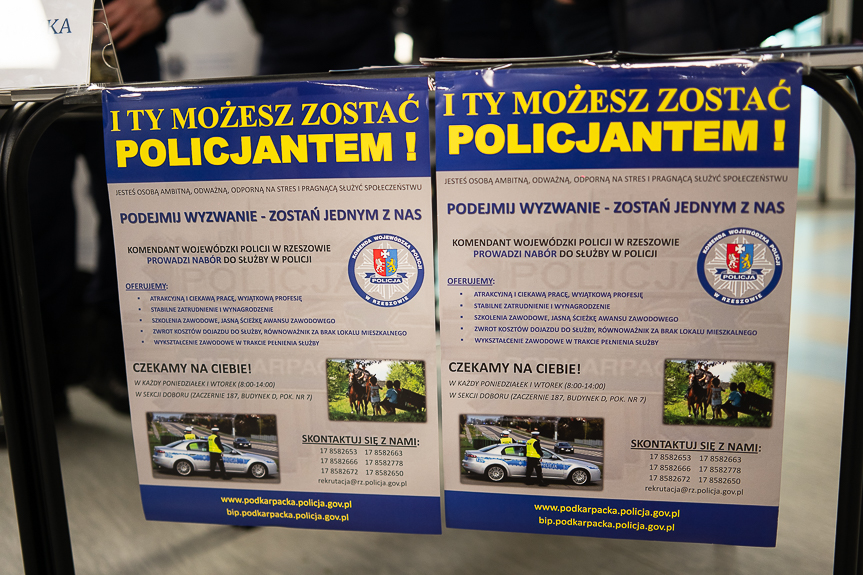 KA
I TY MOŻESZ ZOSTAĆ
POLICJANTEM !
JESTEŚ OSOBĄ AMBITNĄ, ODWAŻNĄ, ODPORNĄ NA STRES I PRAGNĄCĄ SŁUŻYĆ SPOŁECZEŃSTWU
PODEJMIJ WYZWANIE - ZOSTAŃ JEDNYM Z NAS
KOMENDANT WOJEWÓDZKI POLICJI W RZESZOWIE
PROWADZI NABÓR DO SŁUŻBY W POLICJI
KOMENDA WOJEWÓDZKA POLICJI
POLICJA
W RZESZOWIE
OFERUJEMY:
• ATRAKCYJNĄ I CIEKAWĄ PRACĘ, WYJĄTKOWĄ PROFESJĘ
• STABILNE ZATRUDNIENIE I WYNAGRODZENIE
• SZKOLENIA ZAWODOWE, JASNĄ ŚCIEŻKĘ AWANSU ZAWODOWEGO
• ZWROT KOSZTÓW DOJAZDU DO SŁUŻBY, RÓWNOWAŻNIK ZA BRAK LOKALU MIESZKALNEGO
• WYKSZTAŁCENIE ZAWODOWE W TRAKCIE PEŁNIENIA SŁUŻBY
CZEKAMY NA CIEBIE!
W KAŻDY PONIEDZIAŁEK I WTOREK (8:00-14:00)
W SEKCJI DOBORU (ZACZERNIE 187, BUDYNEK D, POK. NR 7)
SKONTAKTUJ SIĘ Z NAMI:
17 8582653 17 8582663
17 8582666 17 8582778
17 8582672 17 8582650
rekrutacja@rz.policja.gov.pl
www.podkarpacka.policja.gov.pl
bip.podkarpacka.policja.gov.pl
I TY MOŻESZ ZOSTAĆ
POLICJANTEM !
JESTEŚ OSOBĄ AMBITNĄ, ODWAŻNĄ, ODPORNĄ NA STRES I PRAGNĄCĄ SŁUŻYĆ SPOŁECZEŃSTWU
PODEJMIJ WYZWANIE - ZOSTAŃ JEDNYM Z NAS
KOMENDANT WOJEWÓDZKI POLICJI W RZESZOWIE
PROWADZI NABÓR DO SŁUŻBY W POLICJI
KOMENDA WOJEWÓDZKA POLICJI
POLICJA
W RZESZOWIE
OFERUJEMY:
• ATRAKCYJNĄ I CIEKAWĄ PRACĘ, WYJĄTKOWĄ PROFESJĘ
• STABILNE ZATRUDNIENIE I WYNAGRODZENIE
• SZKOLENIA ZAWODOWE, JASNĄ ŚCIEŻKĘ AWANSU ZAWODOWEGO
• ZWROT KOSZTÓW DOJAZDU DO SŁUŻBY, RÓWNOWAŻNIK ZA BRAK LOKALU MIESZKALNEGO
• WYKSZTAŁCENIE ZAWODOWE W TRAKCIE PEŁNIENIA SŁUŻBY
CZEKAMY NA CIEBIE!
W KAŻDY PONIEDZIAŁEK I WTOREK (8:00-14:00)
W SEKCJI DOBORU (ZACZERNIE 187, BUDYNEK D, POK. NR 7)
SKONTAKTUJ SIĘ Z NAMI:
17 8582653 17 8582663
17 8582666 17 8582778
17 8582672 17 8582650
rekrutacja@rz.policja.gov.pl
www.podkarpacka.policja.gov.pl
bip.podkarpacka.policja.gov.pl